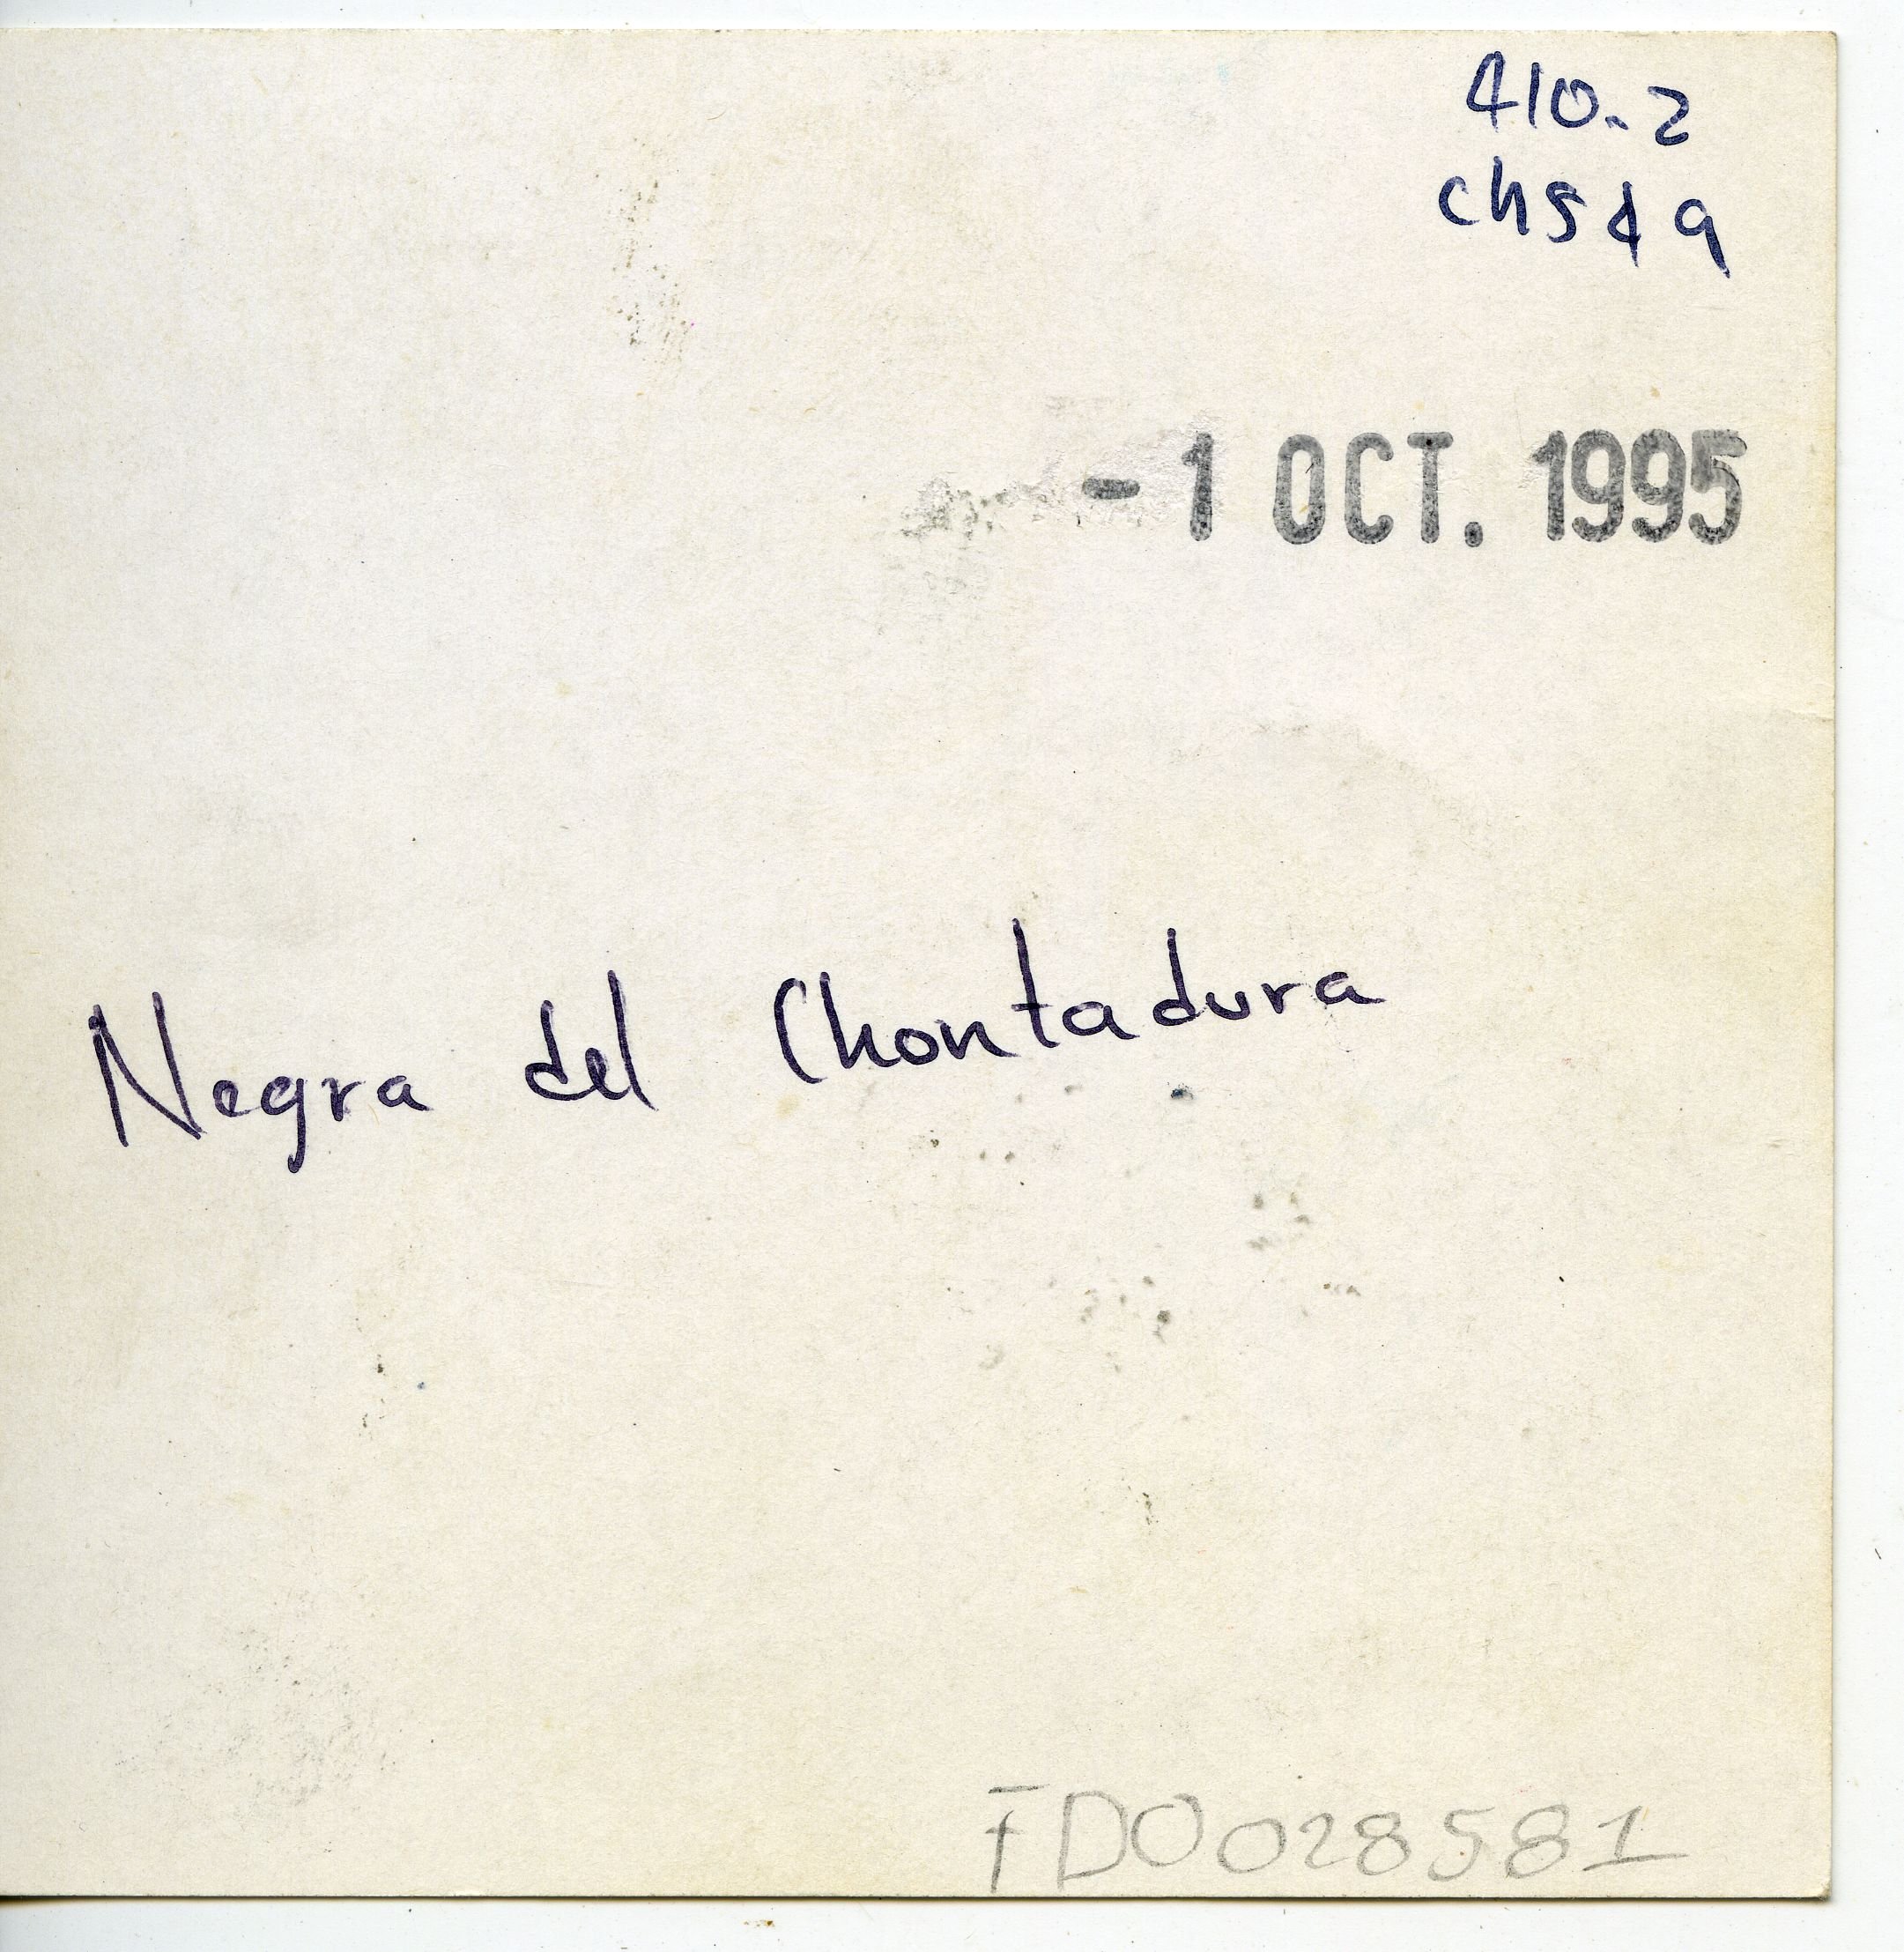 410-2
ch549
-1 OCT. 1995
Negra del Chontadura
FD0028581